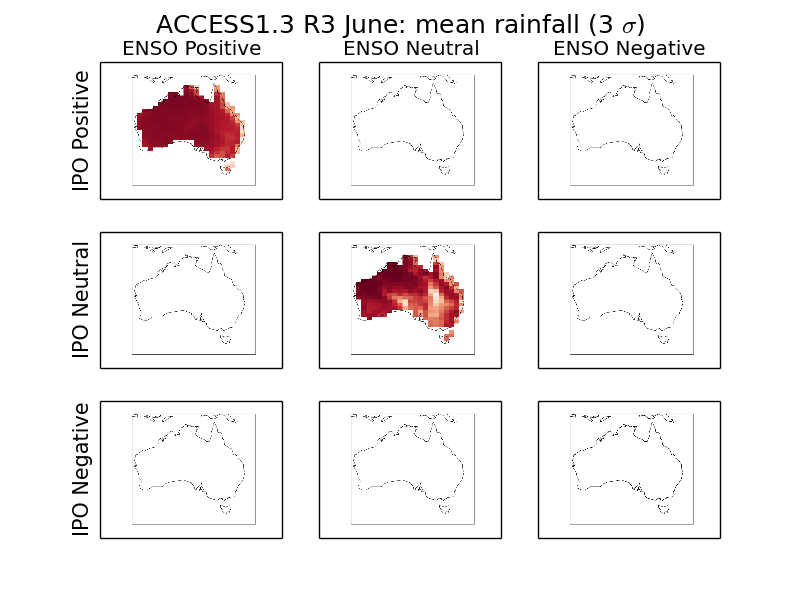 ACCESS1.3 R3 June: mean rainfall (3 σ)
ENSO Positive
ENSO Neutral
ENSO Negative
IPO Positive
IPO Neutral
IPO Negative